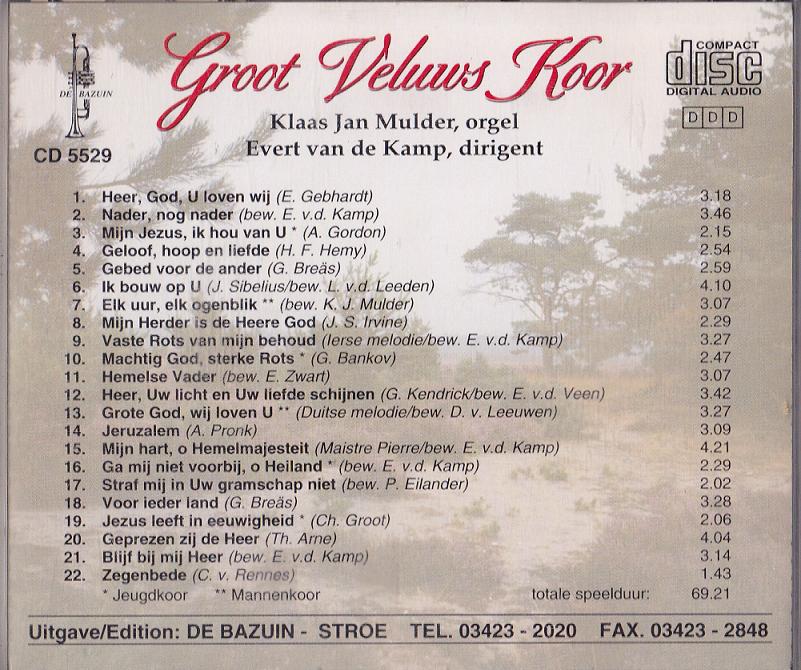 Groot Veluws Koor
COMPACT
disc
DIGITAL AUDIO
DE BAZUIN
DDD
Klaas Jan Mulder, orgel
Evert van de Kamp, dirigent
CD 5529
1. Heer, God, U loven wij (E. Gebhardt) 3.18
2. Nader, nog nader (bew. E. v.d. Kamp) 3.46
3. Mijn Jezus, ik hou van U * (A. Gordon) 2.15
4. Geloof, hoop en liefde (H. F. Hemy) 2.54
5. Gebed voor de ander (G. Breäs) 2.59
6. Ik bouw op U (J. Sibelius/bew. L. v.d. Leeden) 4.10
7. Elk uur, elk ogenblik ** (bew. K. J. Mulder) 3.07
8. Mijn Herder is de Heere God (J. S. Irvine) 2.29
9. Vaste Rots van mijn behoud (Ierse melodie/bew. E. v.d. Kamp) 3.27
10. Machtig God, sterke Rots * (G. Bankov) 2.47
11. Hemelse Vader (bew. E. Zwart) 3.07
12. Heer, Uw licht en Uw liefde schijnen (G. Kendrick/bew. E. v.d. Veen) 3.42
13. Grote God, wij loven U ** (Duitse melodie/bew. D. v. Leeuwen) 3.27
14. Jeruzalem (A. Pronk) 3.09
15. Mijn hart, o Hemelmajesteit (Maistre Pierre/bew. E. v.d. Kamp) 4.21
16. Ga mij niet voorbij, o Heiland * (bew. E. v.d. Kamp) 2.29
17. Straf mij in Uw gramschap niet (bew. P. Eilander) 2.02
18. Voor ieder land (G. Breäs) 3.28
19. Jezus leeft in eeuwigheid * (Ch. Groot) 2.06
20. Geprezen zij de Heer (Th. Arne) 4.04
21. Blijf bij mij Heer (bew. E. v.d. Kamp) 3.14
22. Zegenbede (C. v. Rennes) 1.43
* Jeugdkoor ** Mannenkoor totale speelduur: 69.21
Uitgave/Edition: DE BAZUIN - STROE TEL. 03423 - 2020 FAX. 03423 - 2848